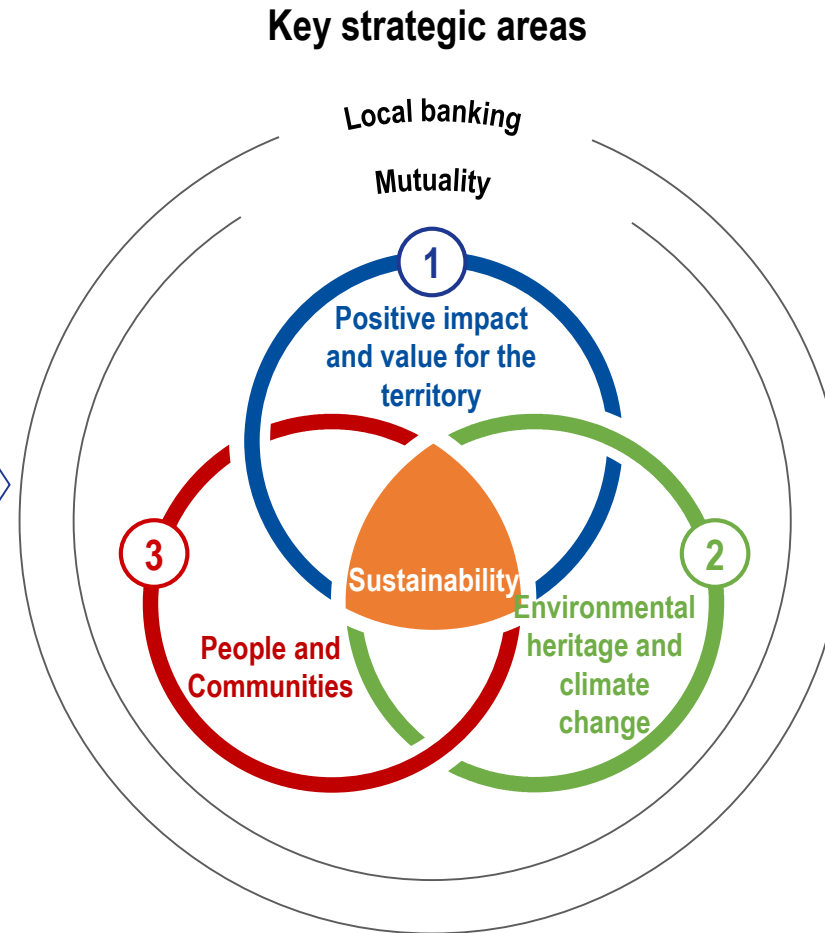 Key strategic areas
Local banking
Mutuality
1
Positive impact
and value for the
territory
3
2
Sustainability
Environmental
heritage and
climate
change
People and
Communities